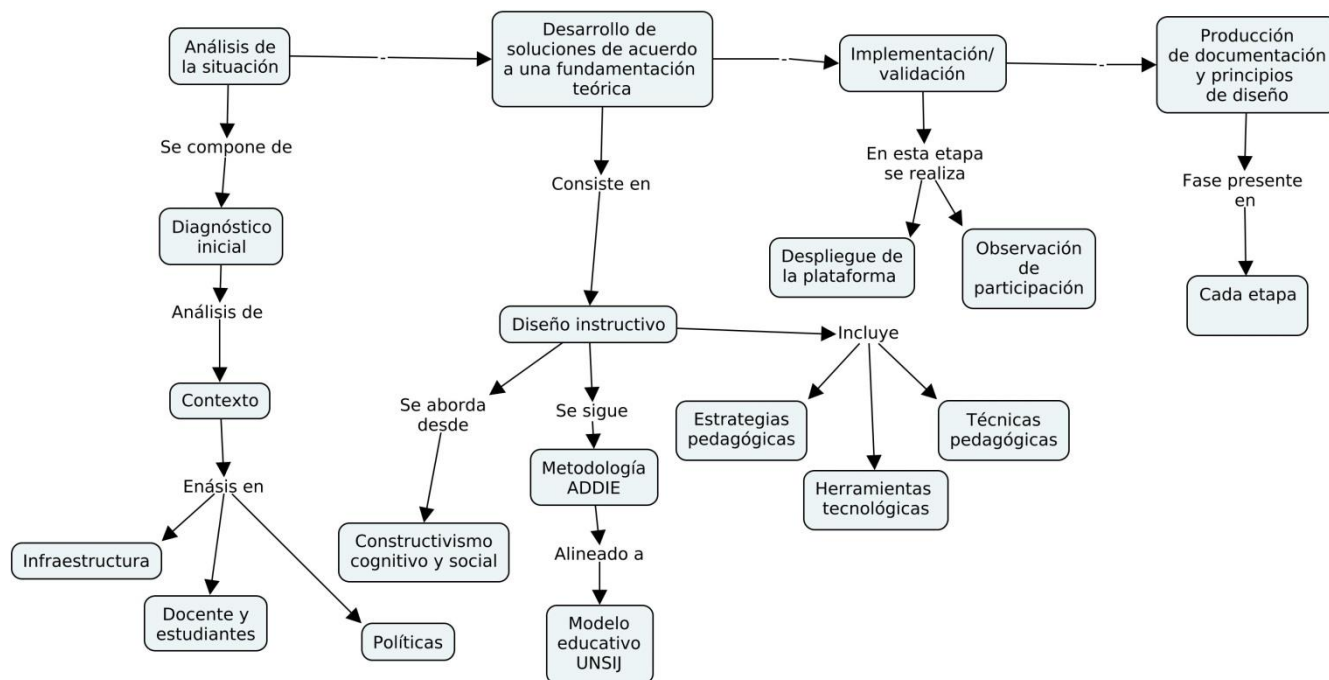 Análisis de
la situación
Desarrollo de
soluciones de acuerdo
a una fundamentación
teórica
Implementación/
validación
Producción
de documentación
y principios
de diseño
Se compone de
Consiste en
En esta etapa
se realiza
Fase presente
en
Diagnóstico
inicial
Despliegue de
la plataforma
Observación
de
participación
Cada etapa
Análisis de
Diseño instructivo
Incluye
Contexto
Se aborda
desde
Se sigue
Estrategias
pedagógicas
Técnicas
pedagógicas
Enásis en
Metodología
ADDIE
Herramientas
tecnológicas
Infraestructura
Constructivismo
cognitivo y social
Alineado a
Docente y
estudiantes
Políticas
Modelo
educativo
UNSIJ